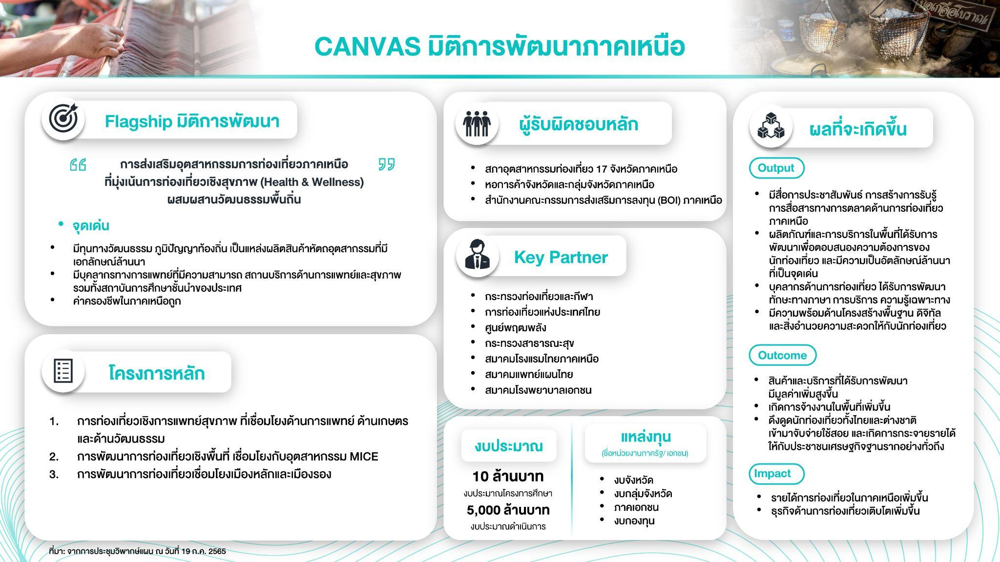 บ่อเกลือโบราณ
CANVAS มิติการพัฒนาภาคเหนือ
Flagship มิติการพัฒนา
“ การส่งเสริมอุตสาหกรรมการท่องเที่ยวภาคเหนือ ”
ที่มุ่งเน้นการท่องเที่ยวเชิงสุขภาพ (Health & Wellness)
ผสมผสานวัฒนธรรมพื้นถิ่น
• จุดเด่น
• มีทุนทางวัฒนธรรม ภูมิปัญญาท้องถิ่น เป็นแหล่งผลิตสินค้าหัตถอุตสากรรมที่มี
เอกลักษณ์ล้านนา
• มีบุคลากรทางการแพทย์ที่มีความสามารถ สถานบริการด้านการแพทย์และสุขภาพ
รวมทั้งสถาบันการศึกษาชั้นนำของประเทศ
• ค่าครองชีพในภาคเหนือถูก
โครงการหลัก
1. การท่องเที่ยวเชิงการแพทย์สุขภาพ ที่เชื่อมโยงด้านการแพทย์ ด้านเกษตร
และด้านวัฒนธรรม
2. การพัฒนาการท่องเที่ยวเชิงพื้นที่ เชื่อมโยงกับอุตสาหกรรม MICE
3. การพัฒนาการท่องเที่ยวเชื่อมโยงเมืองหลักและเมืองรอง
ผู้รับผิดชอบหลัก
• สภาอุตสาหกรรมท่องเที่ยว 17 จังหวัดภาคเหนือ
• หอการค้าจังหวัดและกลุ่มจังหวัดภาคเหนือ
• สำนักงานคณะกรรมการส่งเสริมการลงทุน (BOI) ภาคเหนือ
Key Partner
• กระทรวงท่องเที่ยวและกีฬา
• การท่องเที่ยวแห่งประเทศไทย
• ศูนย์พฤฒพลัง
• กระทรวงสาธารณะสุข
• สมาคมโรงแรมไทยภาคเหนือ
• สมาคมแพทย์แผนไทย
• สมาคมโรงพยาบาลเอกชน
งบประมาณ
10 ล้านบาท
งบประมาณโครงการศึกษา
5,000 ล้านบาท
งบประมาณดำเนินการ
แหล่งทุน
(ชื่อหน่วยงานภาครัฐ/ เอกชน)
• งบจังหวัด
• งบกลุ่มจังหวัด
• ภาคเอกชน
• งบกองทุน
ผลที่จะเกิดขึ้น
Output
• มีสื่อการประชาสัมพันธ์ การสร้างการรับรู้
การสื่อสารทางการตลาดด้านการท่องเที่ยว
ภาคเหนือ
• ผลิตภัณฑ์และการบริการในพื้นที่ได้รับการ
พัฒนาเพื่อตอบสนองความต้องการของ
นักท่องเที่ยว และมีความเป็นอัตลักษณ์ล้านนา
ที่เป็นจุดเด่น
• บุคลากรด้านการท่องเที่ยว ได้รับการพัฒนา
ทักษะทางภาษา การบริการ ความรู้เฉพาะทาง
• มีความพร้อมด้านโครงสร้างพื้นฐาน ดิจิทัล
และสิ่งอำนวยความสะดวกให้กับนักท่องเที่ยว
Outcome
• สินค้าและบริการที่ได้รับการพัฒนา
มีมูลค่าเพิ่มสูงขึ้น
• เกิดการจ้างงานในพื้นที่เพิ่มขึ้น
• ดึงดูดนักท่องเที่ยวทั้งไทยและต่างชาติ
เข้ามาจับจ่ายใช้สอย และเกิดการกระจายรายได้
ให้กับประชาชนเศรษฐกิจฐานรากอย่างทั่วถึง
Impact
• รายได้การท่องเที่ยวในภาคเหนือเพิ่มขึ้น
• ธุรกิจด้านการท่องเที่ยวเติบโตเพิ่มขึ้น
ที่มา: จากการประชุมวิพากษ์แผน ณ วันที่ 19 ก.ค. 2565